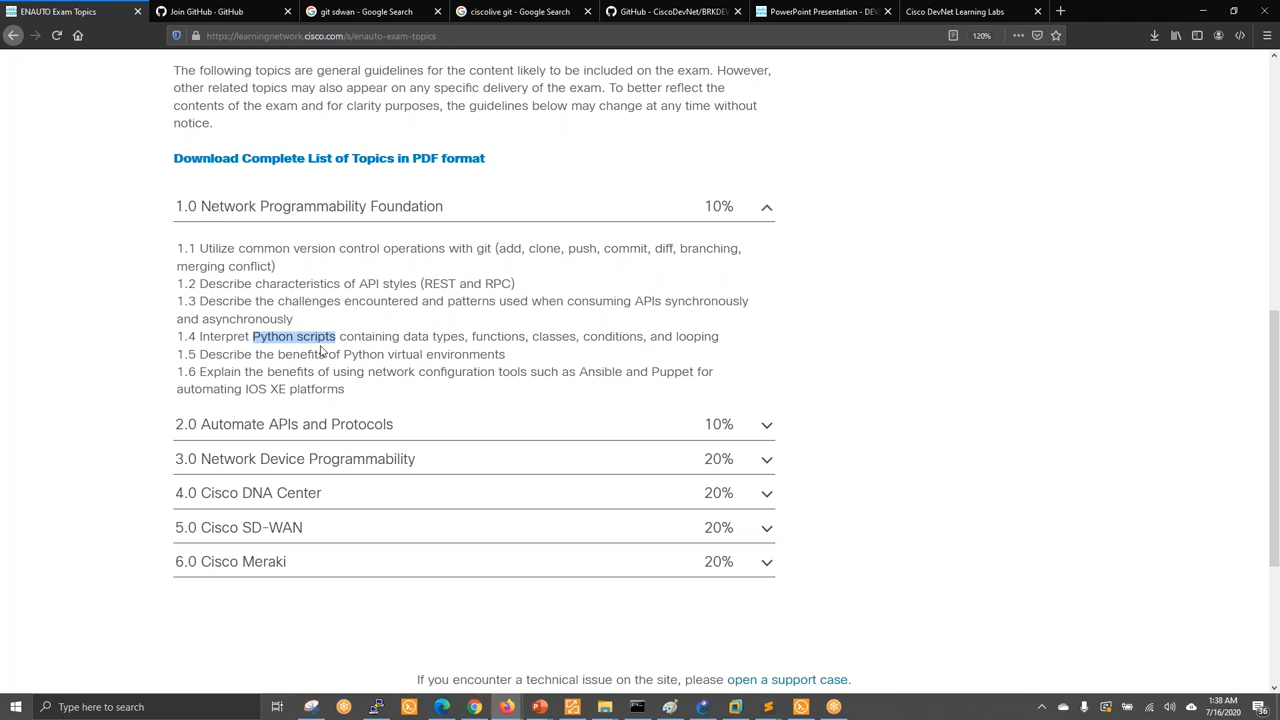 ENAUTO Exam Topics
Join GitHub · GitHub
git sdwan - Google Search
ciscolive git - Google Search
GitHub - CiscoDevNet/BRKDEV
PowerPoint Presentation - DEV
Cisco DevNet Learning Labs
https://learningnetwork.cisco.com/s/enauto-exam-topics
120%
The following topics are general guidelines for the content likely to be included on the exam. However,
other related topics may also appear on any specific delivery of the exam. To better reflect the
contents of the exam and for clarity purposes, the guidelines below may change at any time without
notice.
Download Complete List of Topics in PDF format
1.0 Network Programmability Foundation 10%
1.1 Utilize common version control operations with git (add, clone, push, commit, diff, branching,
merging conflict)
1.2 Describe characteristics of API styles (REST and RPC)
1.3 Describe the challenges encountered and patterns used when consuming APIs synchronously
and asynchronously
1.4 Interpret Python scripts containing data types, functions, classes, conditions, and looping
1.5 Describe the benefits of Python virtual environments
1.6 Explain the benefits of using network configuration tools such as Ansible and Puppet for
automating IOS XE platforms
2.0 Automate APIs and Protocols 10%
3.0 Network Device Programmability 20%
4.0 Cisco DNA Center 20%
5.0 Cisco SD-WAN 20%
6.0 Cisco Meraki 20%
If you encounter a technical issue on the site, please open a support case.
Type here to search
1:38 AM
7/16/2020